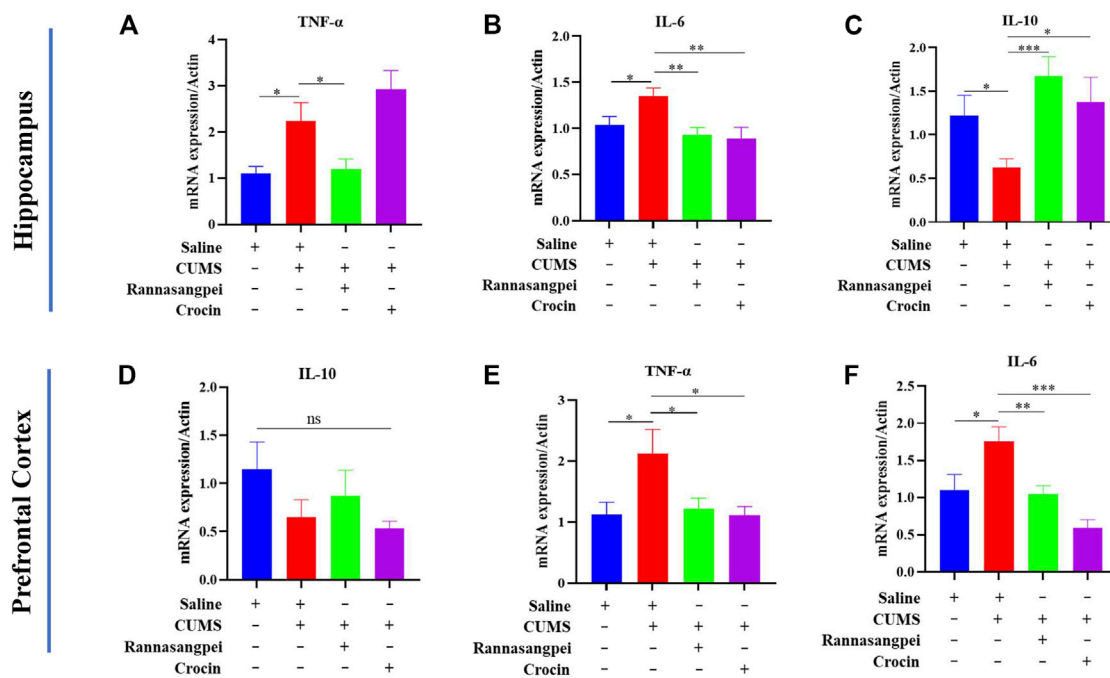 Hippocampus
A
TNF-α
mRNA expression/Actin
4
3
2
1
0
*
*
Saline + + − −
CUMS − + + +
Rannasangpei − − + −
Crocin − − − +
B
IL-6
mRNA expression/Actin
2.0
1.5
1.0
0.5
0.0
*
**
**
Saline + + − −
CUMS − + + +
Rannasangpei − − + −
Crocin − − − +
C
IL-10
mRNA expression/Actin
2.0
1.5
1.0
0.5
0.0
*
***
*
Saline + + − −
CUMS − + + +
Rannasangpei − − + −
Crocin − − − +
Prefrontal Cortex
D
IL-10
mRNA expression/Actin
2.0
1.5
1.0
0.5
0.0
ns
Saline + + − −
CUMS − + + +
Rannasangpei − − + −
Crocin − − − +
E
TNF-α
mRNA expression/Actin
3
2
1
0
*
*
*
Saline + + − −
CUMS − + + +
Rannasangpei − − + −
Crocin − − − +
F
IL-6
mRNA expression/Actin
2.5
2.0
1.5
1.0
0.5
0.0
*
**
***
Saline + + − −
CUMS − + + +
Rannasangpei − − + −
Crocin − − − +